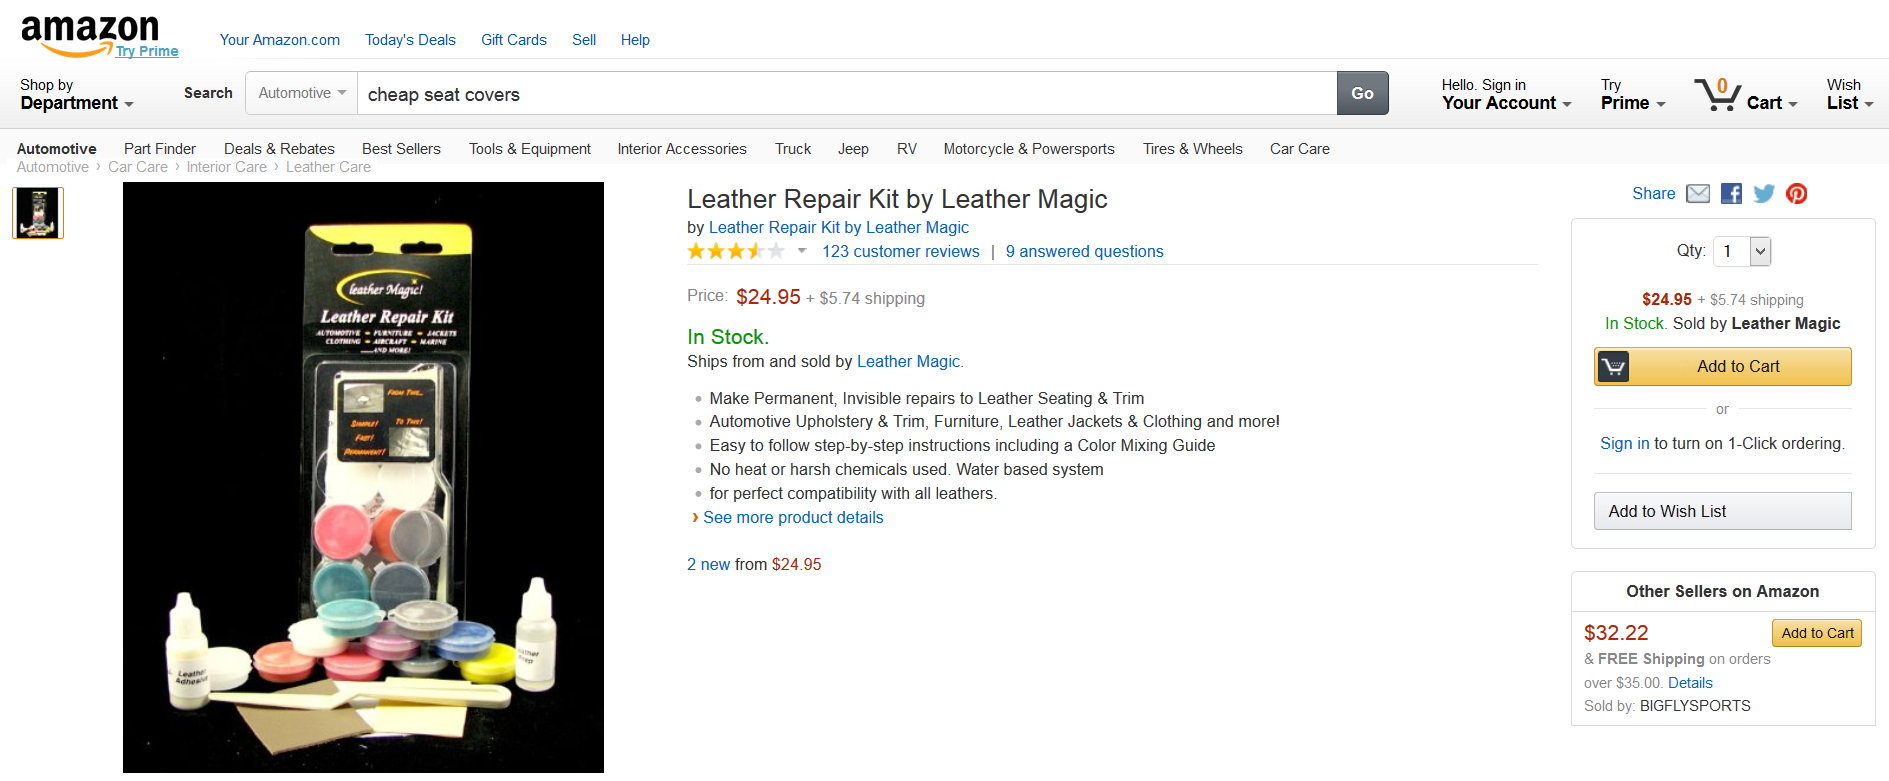 amazon
Try Prime
Your Amazon.com Today's Deals Gift Cards Sell Help
Shop by
Department
Search Automotive cheap seat covers Go
Hello. Sign in
Your Account
Try
Prime
0 Cart
Wish
List
Automotive Part Finder Deals & Rebates Best Sellers Tools & Equipment Interior Accessories Truck Jeep RV Motorcycle & Powersports Tires & Wheels Car Care
Automotive › Car Care › Interior Care › Leather Care
leather Magic!
Leather Repair Kit
AUTOMOTIVE - FURNITURE - JACKETS
CLOTHING - AIRCRAFT - MARINE
.....AND MORE!
FROM THIS...
TO THIS!
SIMPLE!
FAST!
PERMANENT!
Leather
Adhesive
Leather Repair Kit by Leather Magic
by Leather Repair Kit by Leather Magic
123 customer reviews | 9 answered questions
Price: $24.95 + $5.74 shipping
In Stock.
Ships from and sold by Leather Magic.
Make Permanent, Invisible repairs to Leather Seating & Trim
Automotive Upholstery & Trim, Furniture, Leather Jackets & Clothing and more!
Easy to follow step-by-step instructions including a Color Mixing Guide
No heat or harsh chemicals used. Water based system
for perfect compatibility with all leathers.
› See more product details
2 new from $24.95
Share
Qty: 1
$24.95 + $5.74 shipping
In Stock. Sold by Leather Magic
Add to Cart
or
Sign in to turn on 1-Click ordering.
Add to Wish List
Other Sellers on Amazon
$32.22 Add to Cart
& FREE Shipping on orders
over $35.00. Details
Sold by: BIGFLYSPORTS